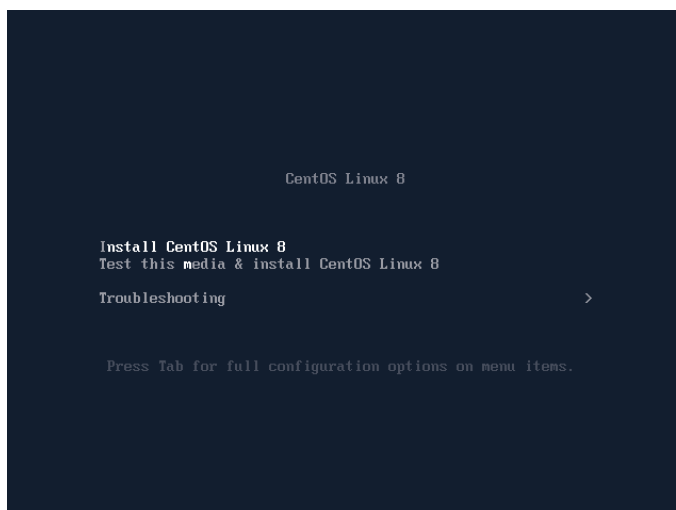 CentOS Linux 8
Install CentOS Linux 8
Test this media & install CentOS Linux 8
Troubleshooting >
Press Tab for full configuration options on menu items.